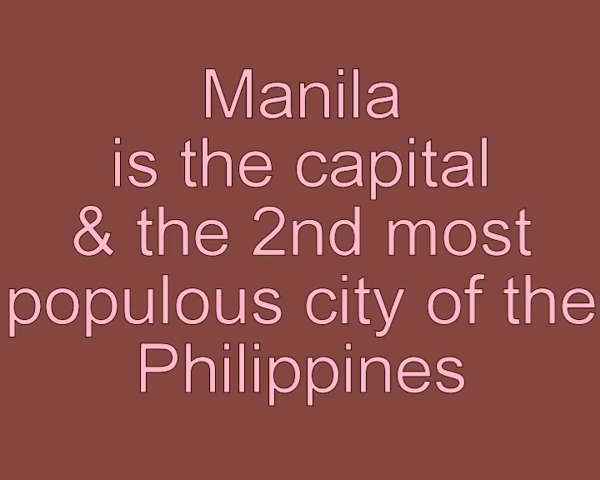 Manila
is the capital
& the 2nd most
populous city of the
Philippines